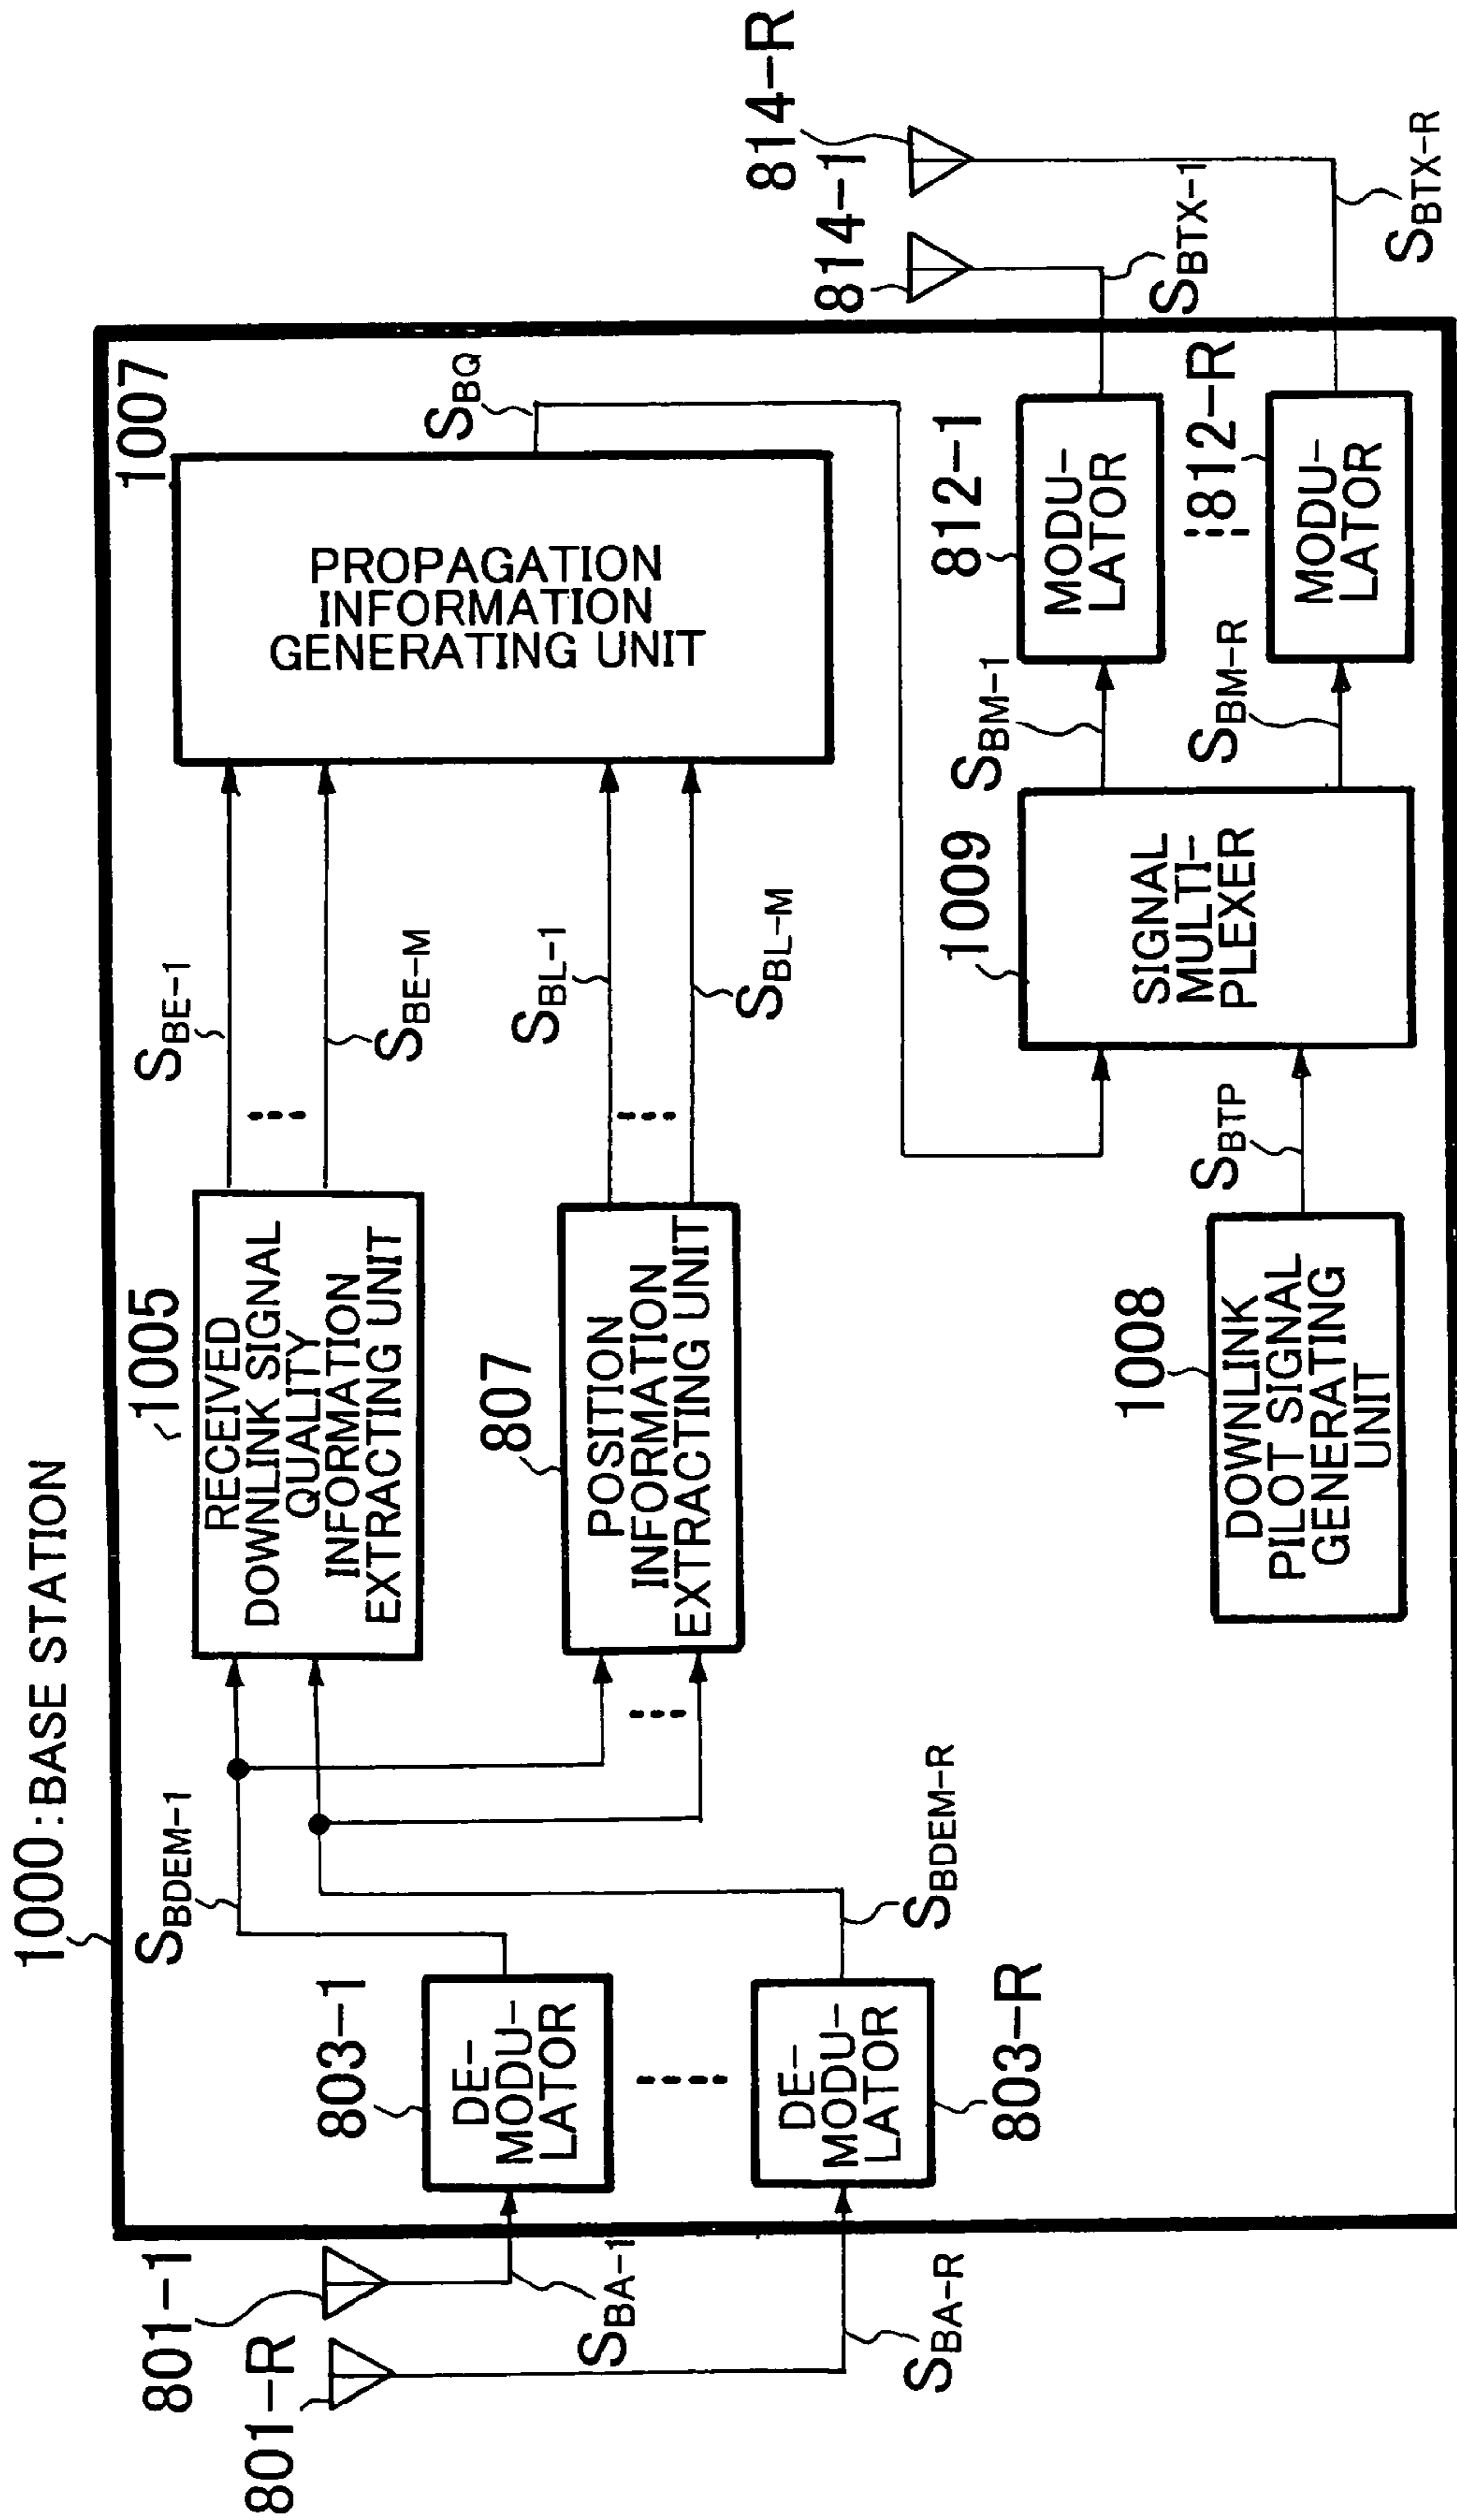 1000:BASE STATION
801-1
801-R
SBA-1
SBA-R
803-1
DE-
MODU-
LATOR
DE-
MODU-
LATOR
803-R
SBDEM-1
SBDEM-R
1005
RECEIVED
DOWNLINK SIGNAL
QUALITY
INFORMATION
EXTRACTING UNIT
807
POSITION
INFORMATION
EXTRACTING UNIT
SBE-1
SBE-M
SBL-1
SBL-M
1007
PROPAGATION
INFORMATION
GENERATING UNIT
SBQ
1008
DOWNLINK
PILOT SIGNAL
GENERATING
UNIT
SBTP
1009
SIGNAL
MULTI-
PLEXER
SBM-1
SBM-R
812-1
MODU-
LATOR
812-R
MODU-
LATOR
814-1
814-R
SBTX-1
SBTX-R